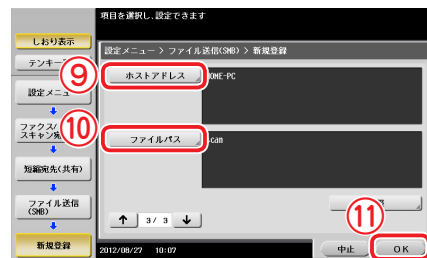 項目を選択し、設定できます
しおり表示
設定メニュー > ファイル送信(SMB) > 新規登録
テンキー
⑨
ホストアドレス
HOME-PC
設定メニュー
⑩
ファクス/
スキャン宛
ファイルパス
scan
短縮宛先(共有)
ファイル送信
(SMB)
⑪
↑ 3/ 3 ↓
新規登録
2012/08/27 10:07
中止
OK